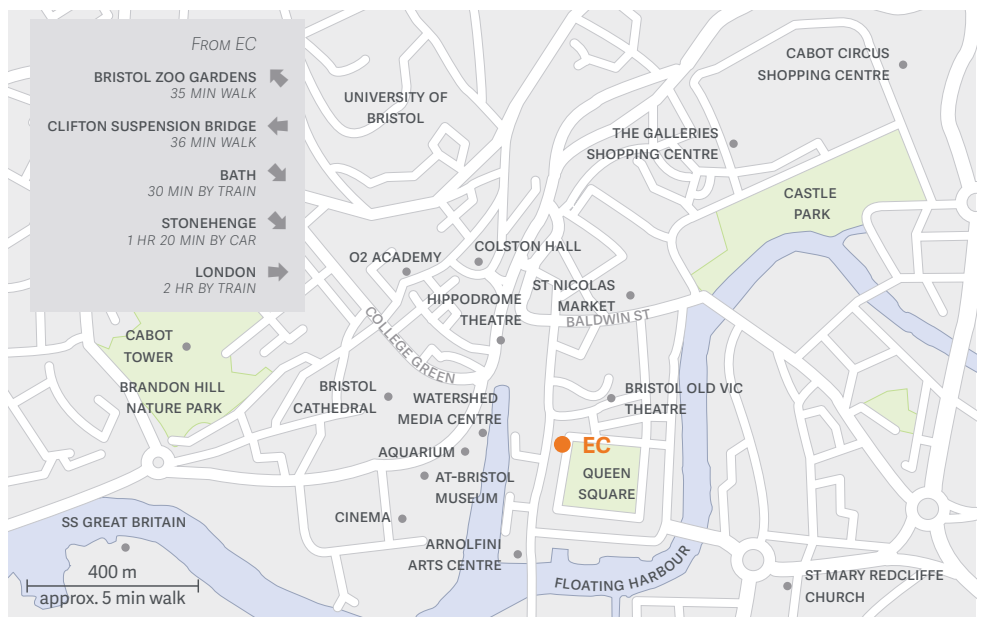 FROM EC
BRISTOL ZOO GARDENS
35 MIN WALK
CLIFTON SUSPENSION BRIDGE
36 MIN WALK
BATH
30 MIN BY TRAIN
STONEHENGE
1 HR 20 MIN BY CAR
LONDON
2 HR BY TRAIN
UNIVERSITY OF
BRISTOL
CABOT CIRCUS
SHOPPING CENTRE
THE GALLERIES
SHOPPING CENTRE
CASTLE
PARK
COLSTON HALL
O2 ACADEMY
ST NICOLAS
MARKET
HIPPODROME
THEATRE
BALDWIN ST
COLLEGE GREEN
CABOT
TOWER
BRANDON HILL
NATURE PARK
BRISTOL
CATHEDRAL
WATERSHED
MEDIA CENTRE
BRISTOL OLD VIC
THEATRE
EC
AQUARIUM
QUEEN
SQUARE
AT-BRISTOL
MUSEUM
CINEMA
SS GREAT BRITAIN
ARNOLFINI
ARTS CENTRE
FLOATING HARBOUR
ST MARY REDCLIFFE
CHURCH
400 m
approx. 5 min walk